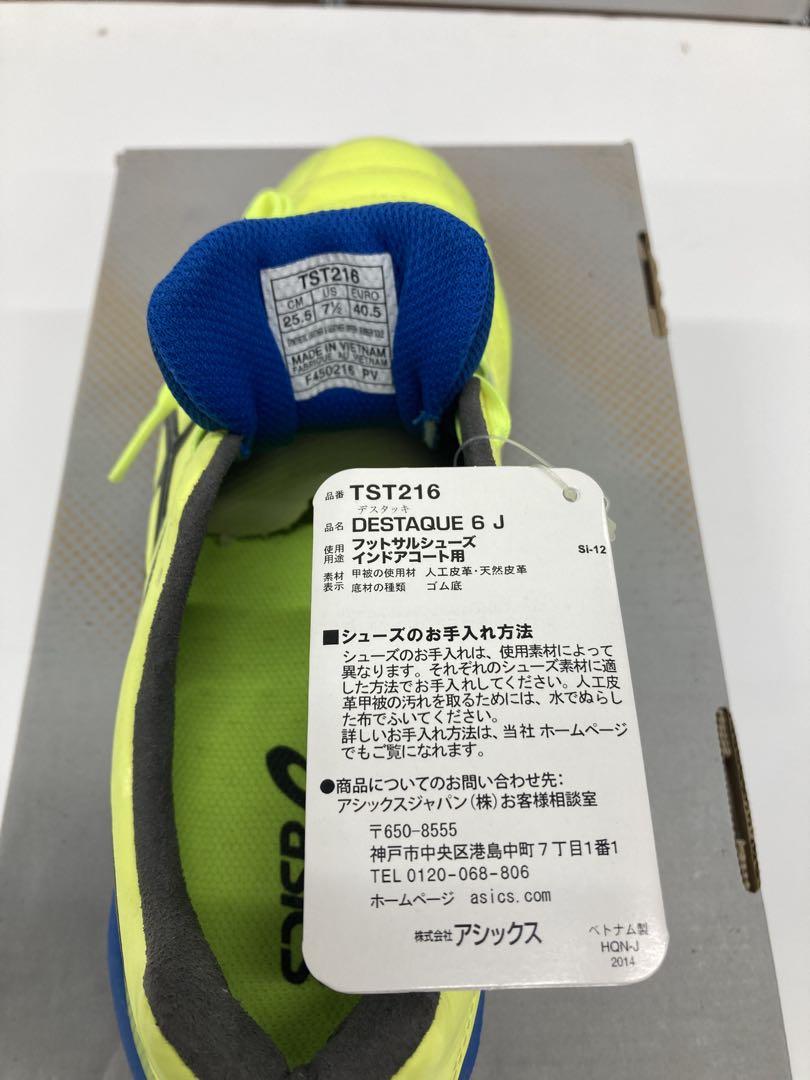 TST216
CM US EURO
25.5 7½ 40.5
MADE IN VIETNAM
FABRIQUE AU VIETNAM
F450216 PV
品番 TST216
デスタッキ
品名 DESTAQUE 6 J
使用用途 フットサルシューズ
インドアコート用
Si-12
素材表示 甲被の使用材 人工皮革・天然皮革
底材の種類 ゴム底
■シューズのお手入れ方法
シューズのお手入れは、使用素材によって
異なります。それぞれのシューズ素材に適
した方法でお手入れしてください。人工皮
革甲被の汚れを取るためには、水でぬらし
た布でふいてください。
詳しいお手入れ方法は、当社 ホームページ
でもご覧になれます。
●商品についてのお問い合わせ先:
アシックスジャパン(株)お客様相談室
〒650-8555
神戸市中央区港島中町7丁目1番1
TEL 0120-068-806
ホームページ asics.com
株式会社アシックス
ベトナム製
HQN-J
2014
asics